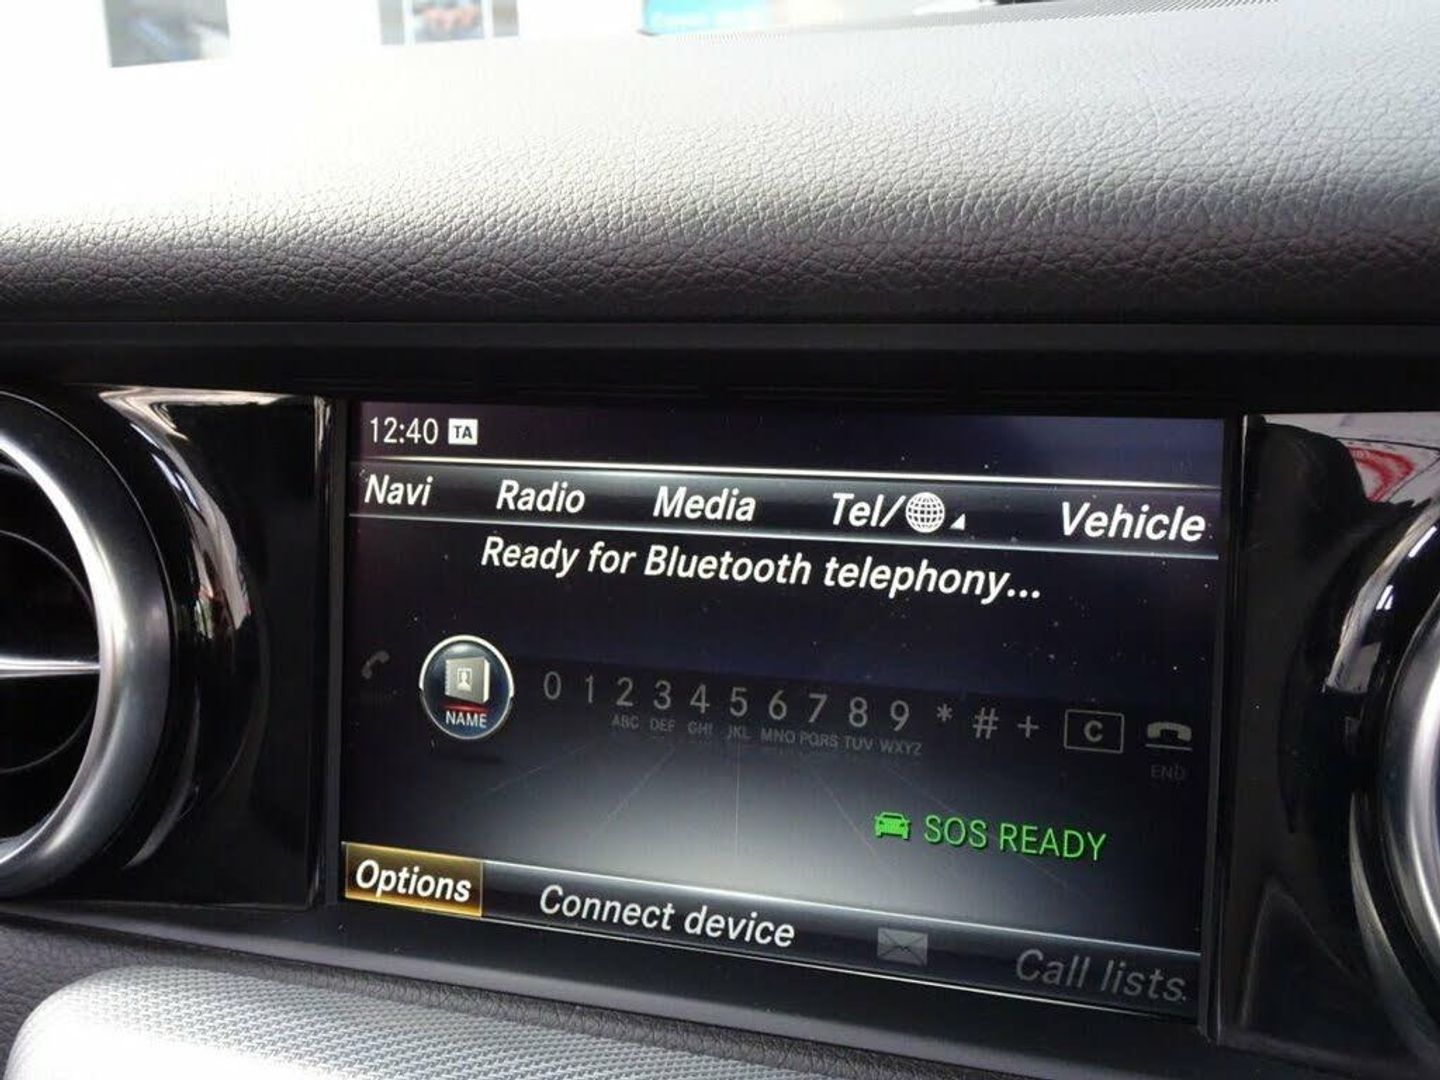 12:40 TA
Navi Radio Media Tel/ Vehicle
Ready for Bluetooth telephony...
NAME 0 1 2 3 4 5 6 7 8 9 * # + C
ABC DEF GHI JKL MNO PQRS TUV WXYZ
END
SOS READY
Options Connect device Call lists